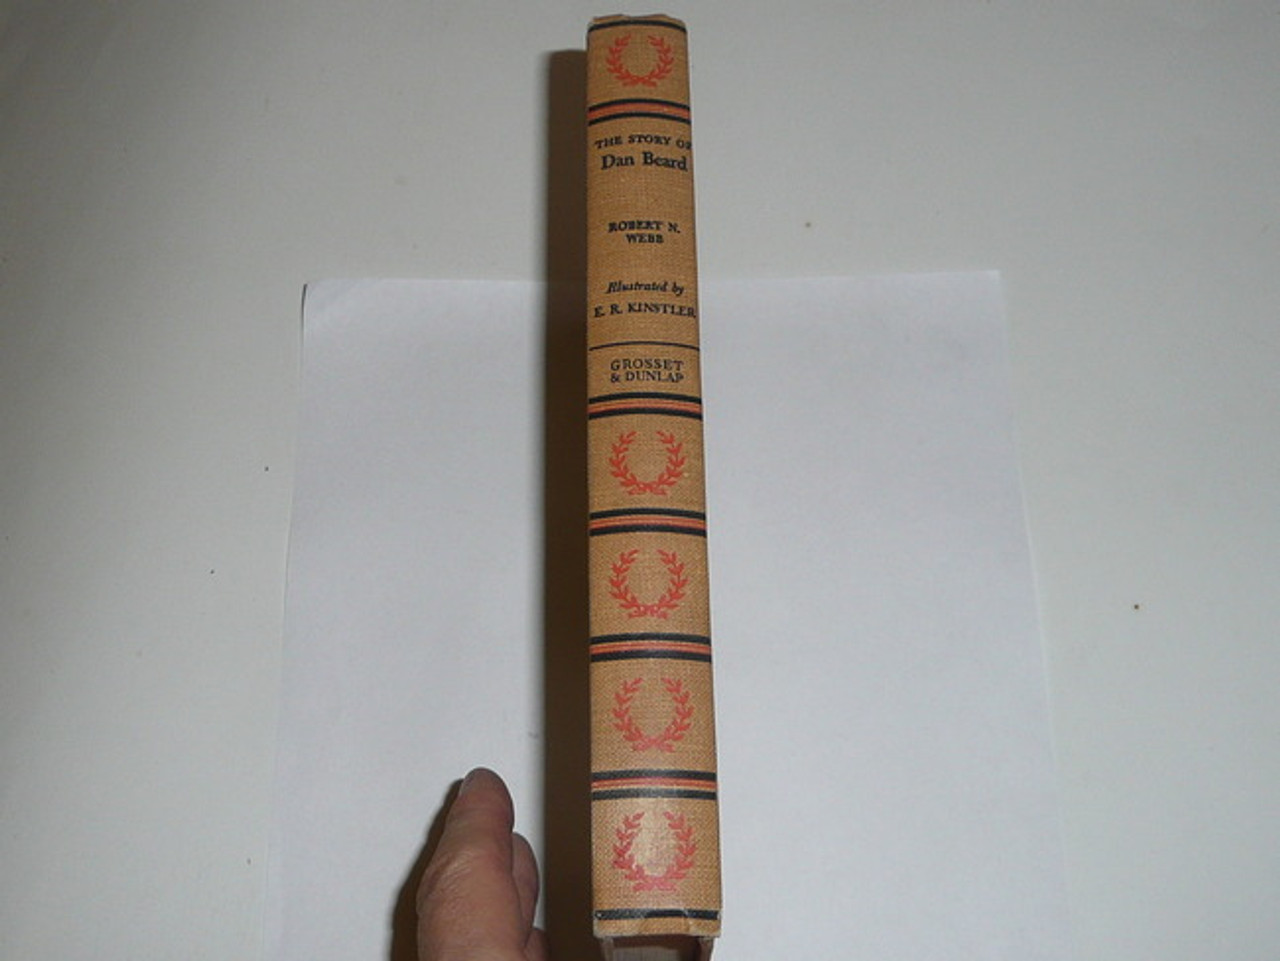 THE STORY OF
Dan Beard
ROBERT N.
WEBB
Illustrated by
E. R. KINSTLER
GROSSET
& DUNLAP